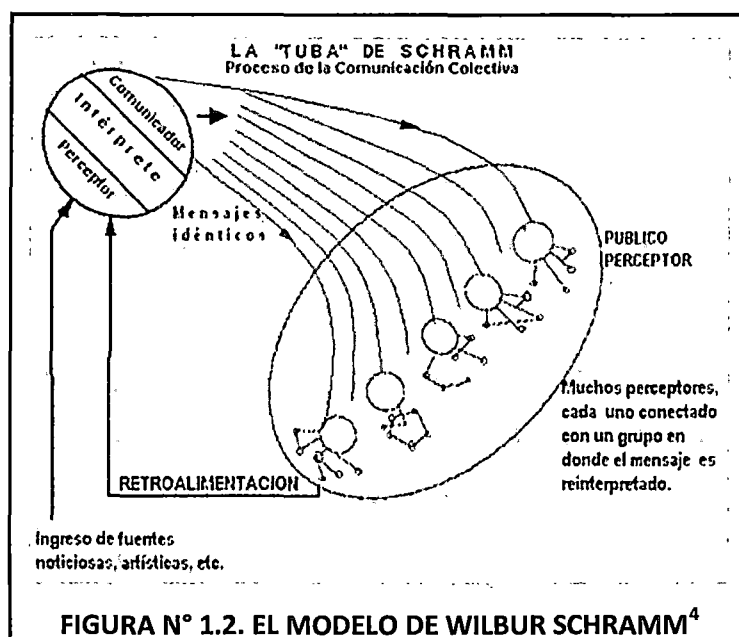 LA "TUBA" DE SCHRAMM
Proceso de la Comunicación Colectiva
Comunicador
Intérprete
perceptor
Mensajes
idénticos
PUBLICO
PERCEPTOR
Muchos perceptores,
cada uno conectado
con un grupo en
donde el mensaje es
reinterpretado.
RETROALIMENTACION
Ingreso de fuentes
noticiosas, artísticas, etc.
FIGURA N° 1.2. EL MODELO DE WILBUR SCHRAMM⁴